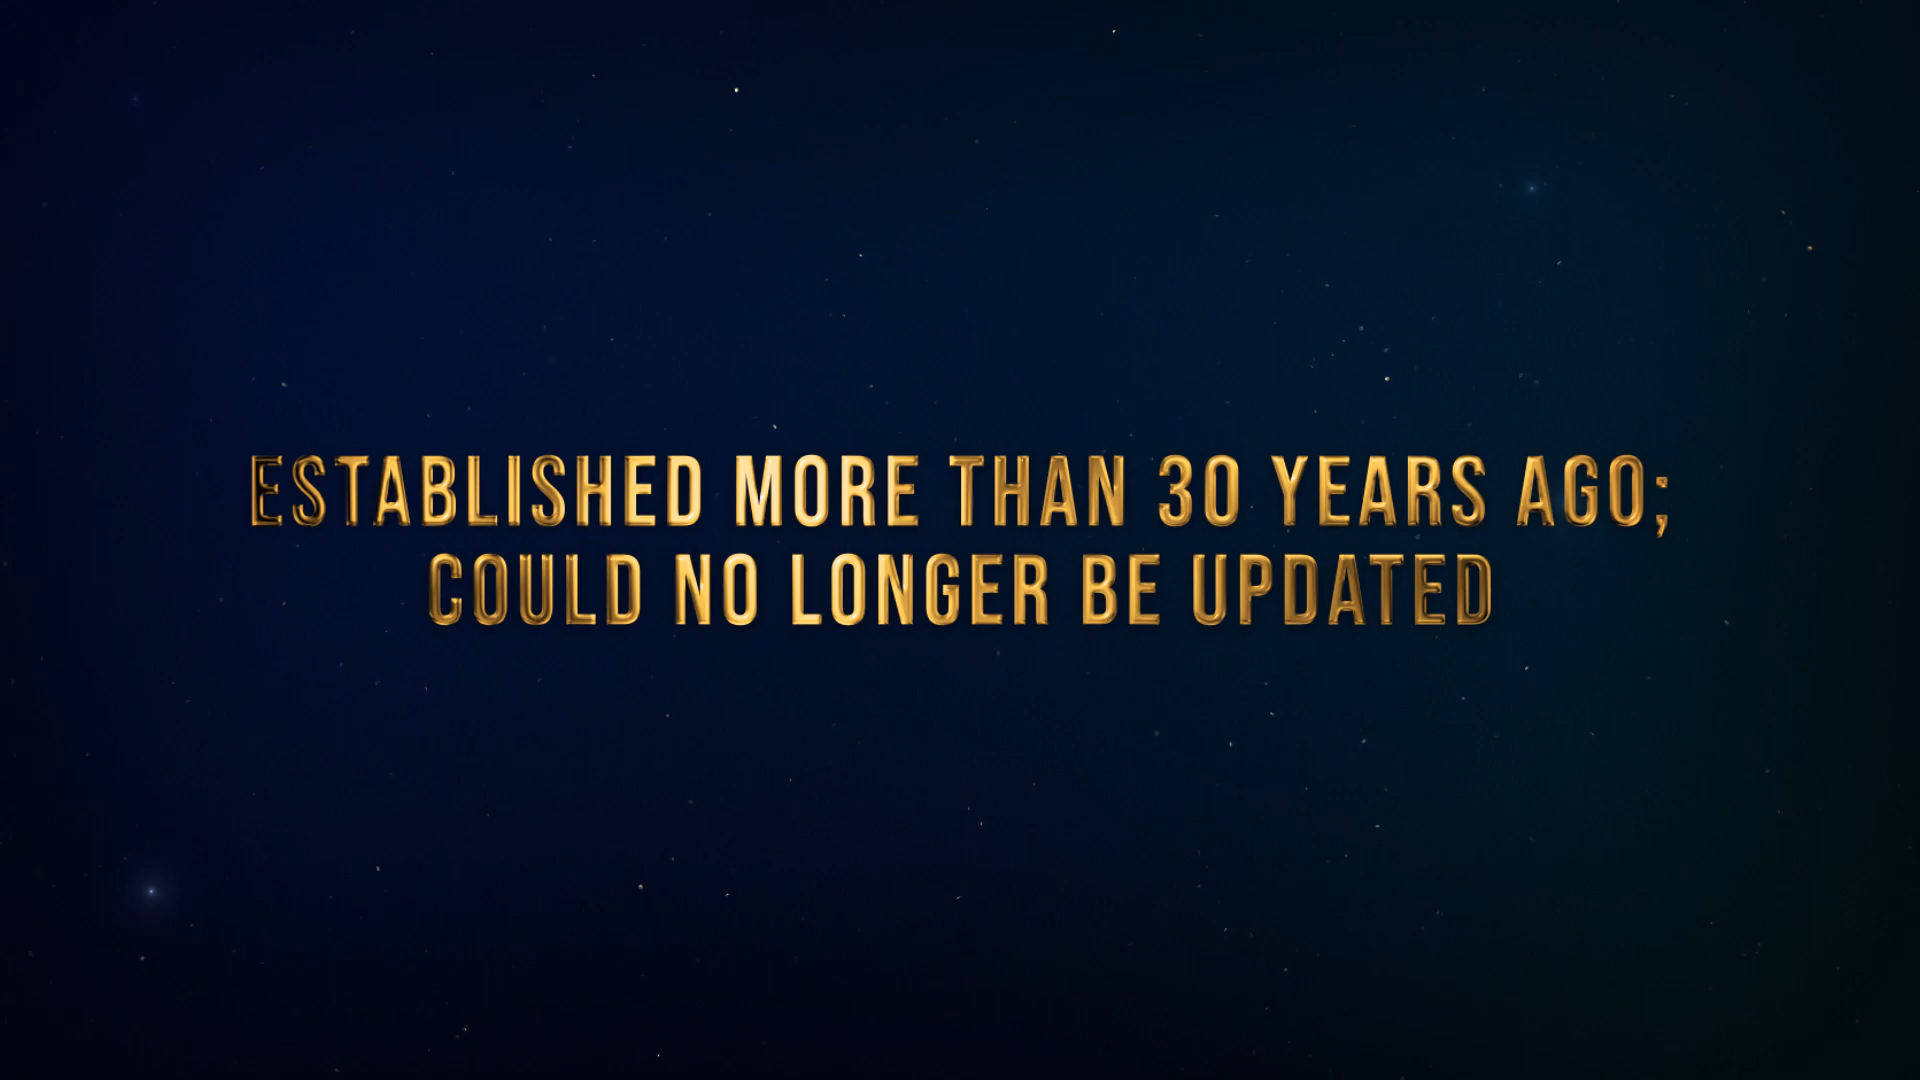 ESTABLISHED MORE THAN 30 YEARS AGO;
COULD NO LONGER BE UPDATED